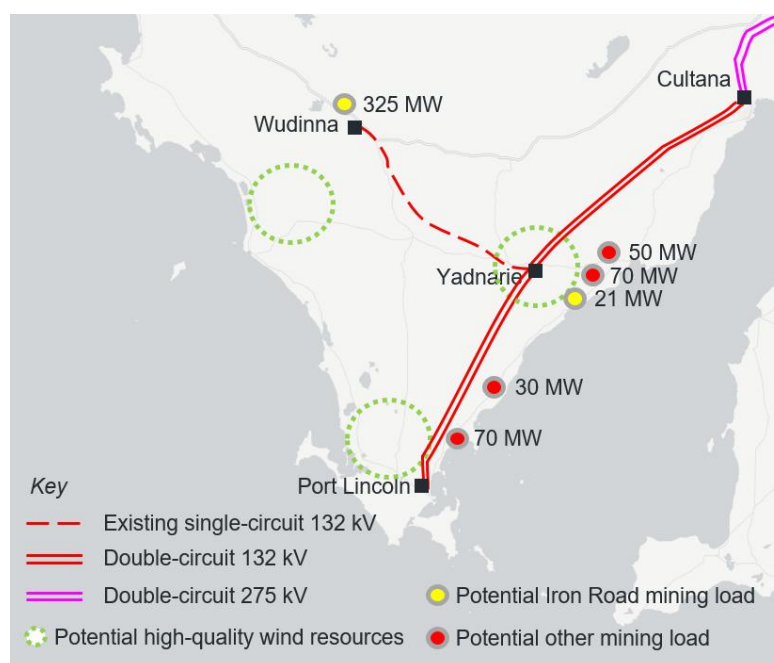 Cultana
325 MW
Wudinna
50 MW
Yadnarie
70 MW
21 MW
30 MW
70 MW
Port Lincoln
Key
Existing single-circuit 132 kV
Double-circuit 132 kV
Double-circuit 275 kV
Potential Iron Road mining load
Potential high-quality wind resources
Potential other mining load